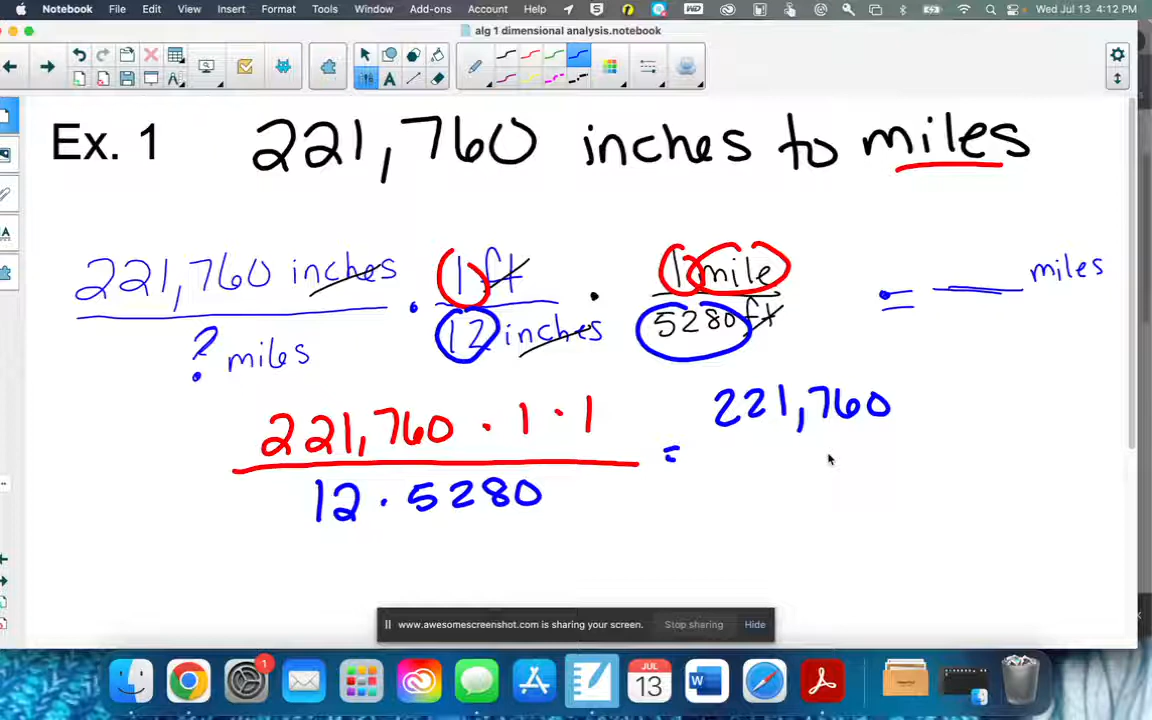 Notebook File Edit View Insert Format Tools Window Add-ons Account Help Wed Jul 13 4:12 PM
alg 1 dimensional analysis.notebook
Ex. 1 221,760 inches to miles
221,760 inches · 1 ft · 1 mile = ___ miles
? miles 12 inches 5280 ft
221,760 · 1 · 1 = 221,760
12 · 5280
www.awesomescreenshot.com is sharing your screen. Stop sharing Hide
1
JUL
13